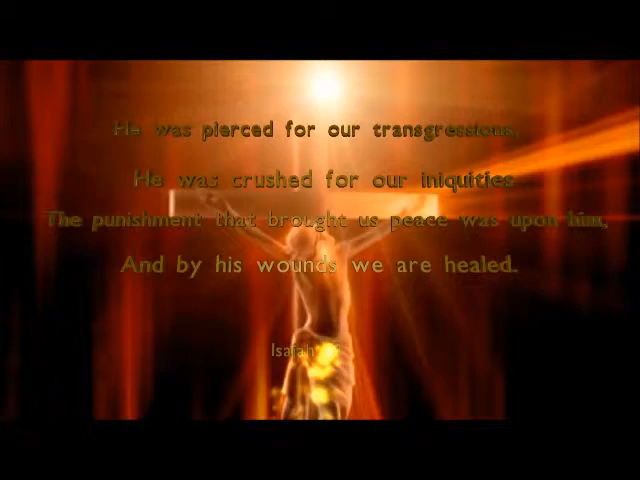 He was pierced for our transgressions,
He was crushed for our iniquities
The punishment that brought us peace was upon him,
And by his wounds we are healed.
Isaiah